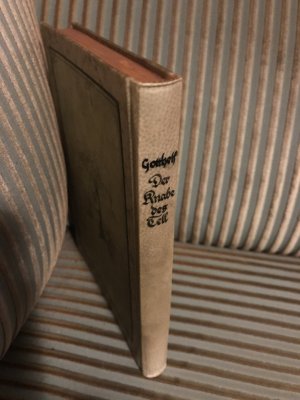 Gotthelf
Der
Knabe
des
Tell